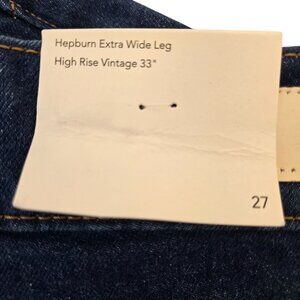 Hepburn Extra Wide Leg
High Rise Vintage 33"
27